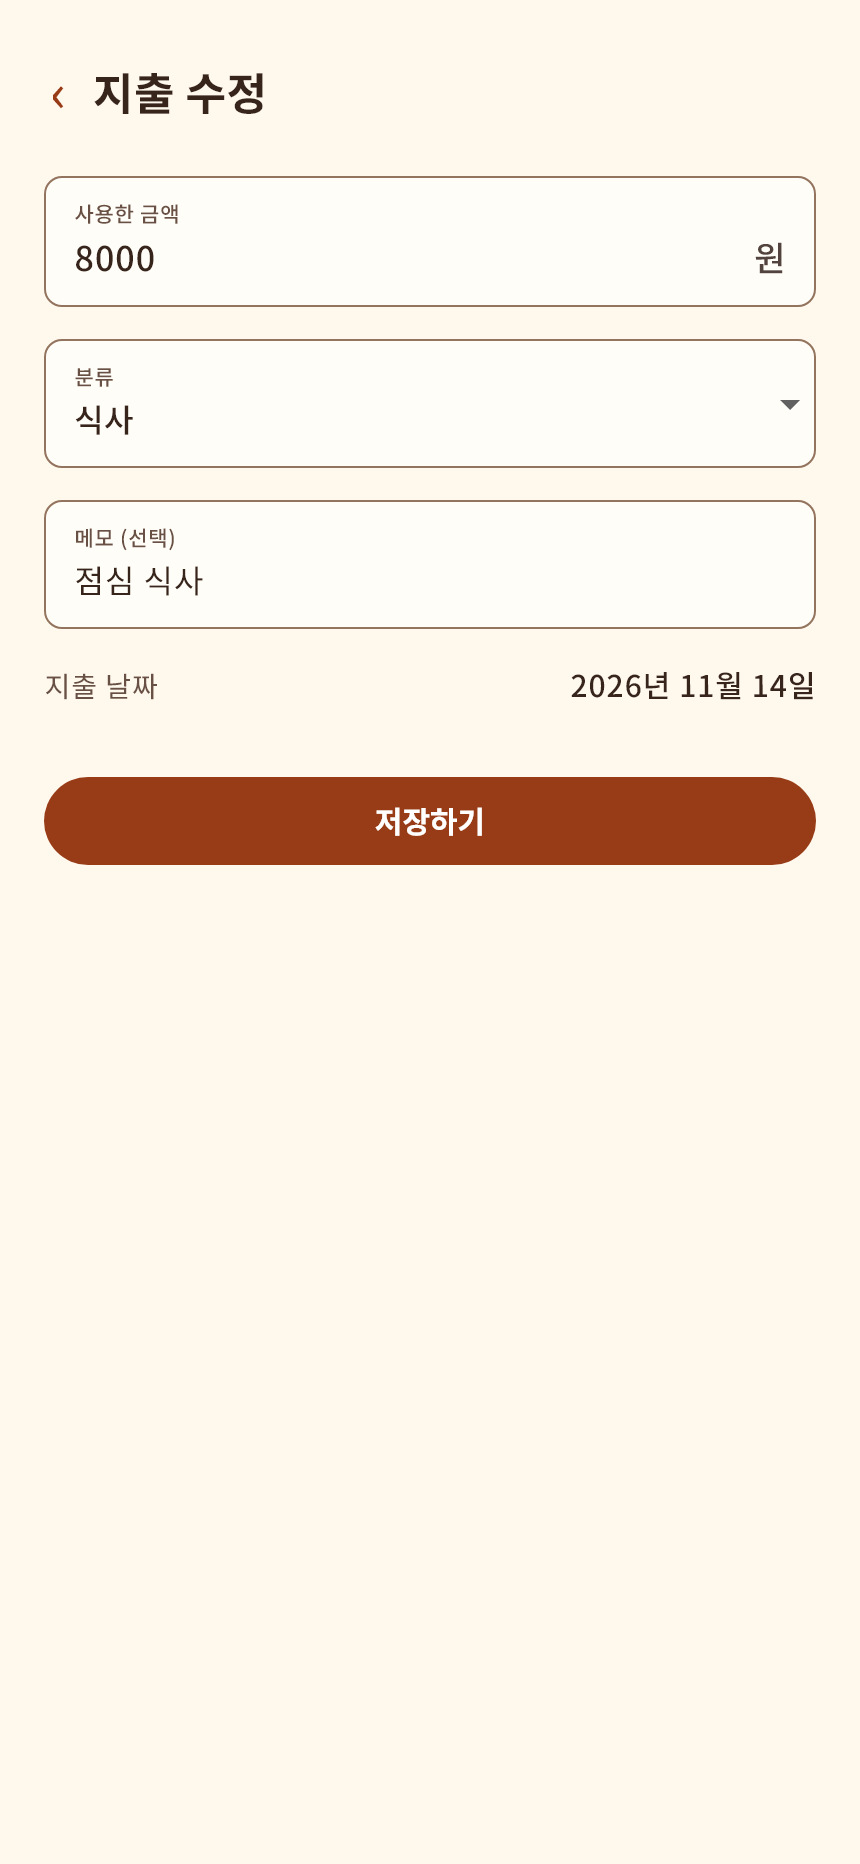 지출 수정
사용한 금액
8000 원
분류
식사
메모 (선택)
점심 식사
지출 날짜 2026년 11월 14일
저장하기